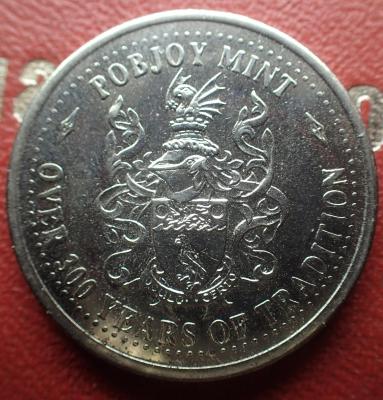 POBJOY MINT
OVER 300 YEARS OF TRADITION